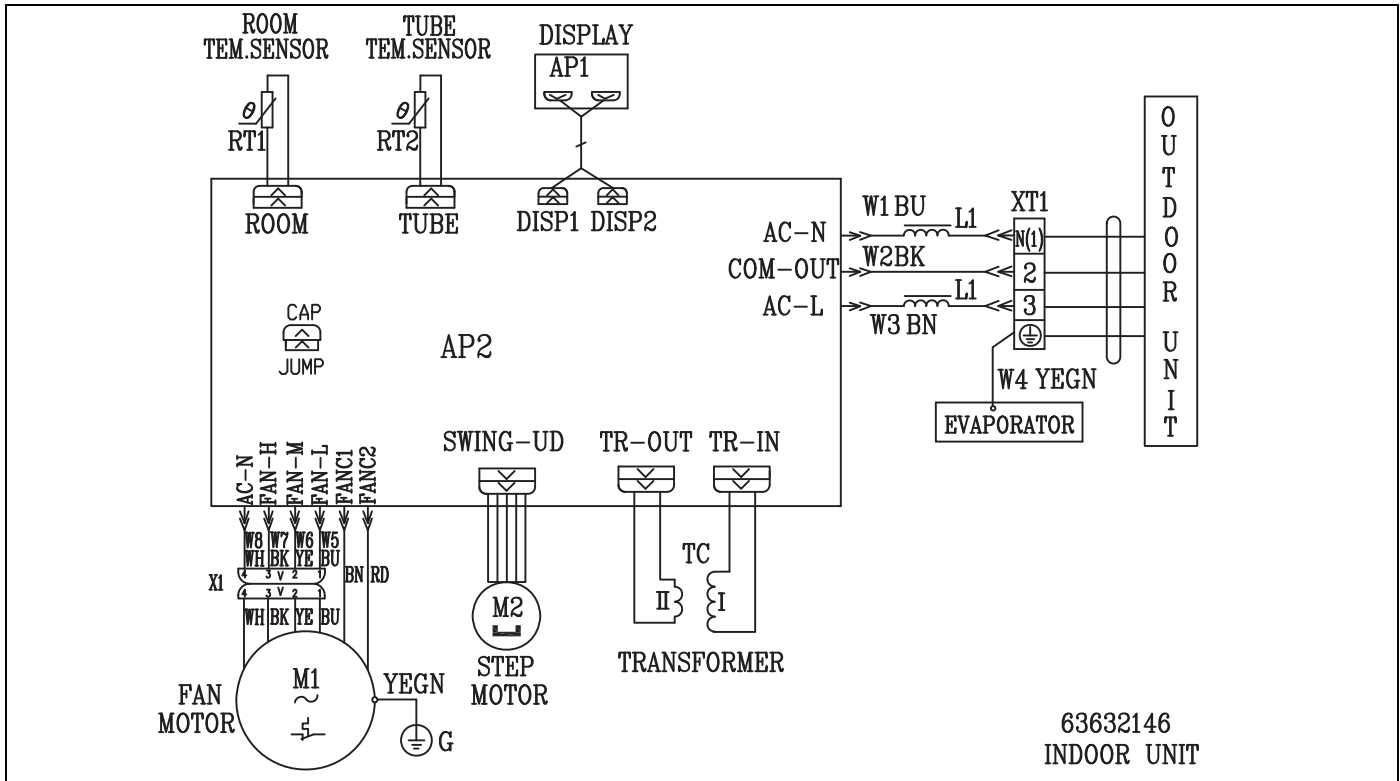 ROOM
TEM.SENSOR
TUBE
TEM.SENSOR
DISPLAY
AP1
θ
RT1
θ
RT2
ROOM
TUBE
DISP1
DISP2
OUTDOOR UNIT
AC-N
W1 BU
L1
XT1
N(1)
COM-OUT
W2BK
2
AC-L
L1
3
W3 BN
CAP
JUMP
AP2
W4 YEGN
EVAPORATOR
SWING-UD
TR-OUT
TR-IN
AC-N
FAN-H
FAN-M
FAN-L
FANC1
FANC2
W8 W7 W6 W5
WH BK YE BU
BN RD
X1
4 3 V 2 1
4 3 V 2 1
WH BK YE BU
TC
II
I
M2
M1
STEP
MOTOR
TRANSFORMER
FAN
MOTOR
YEGN
G
63632146
INDOOR UNIT